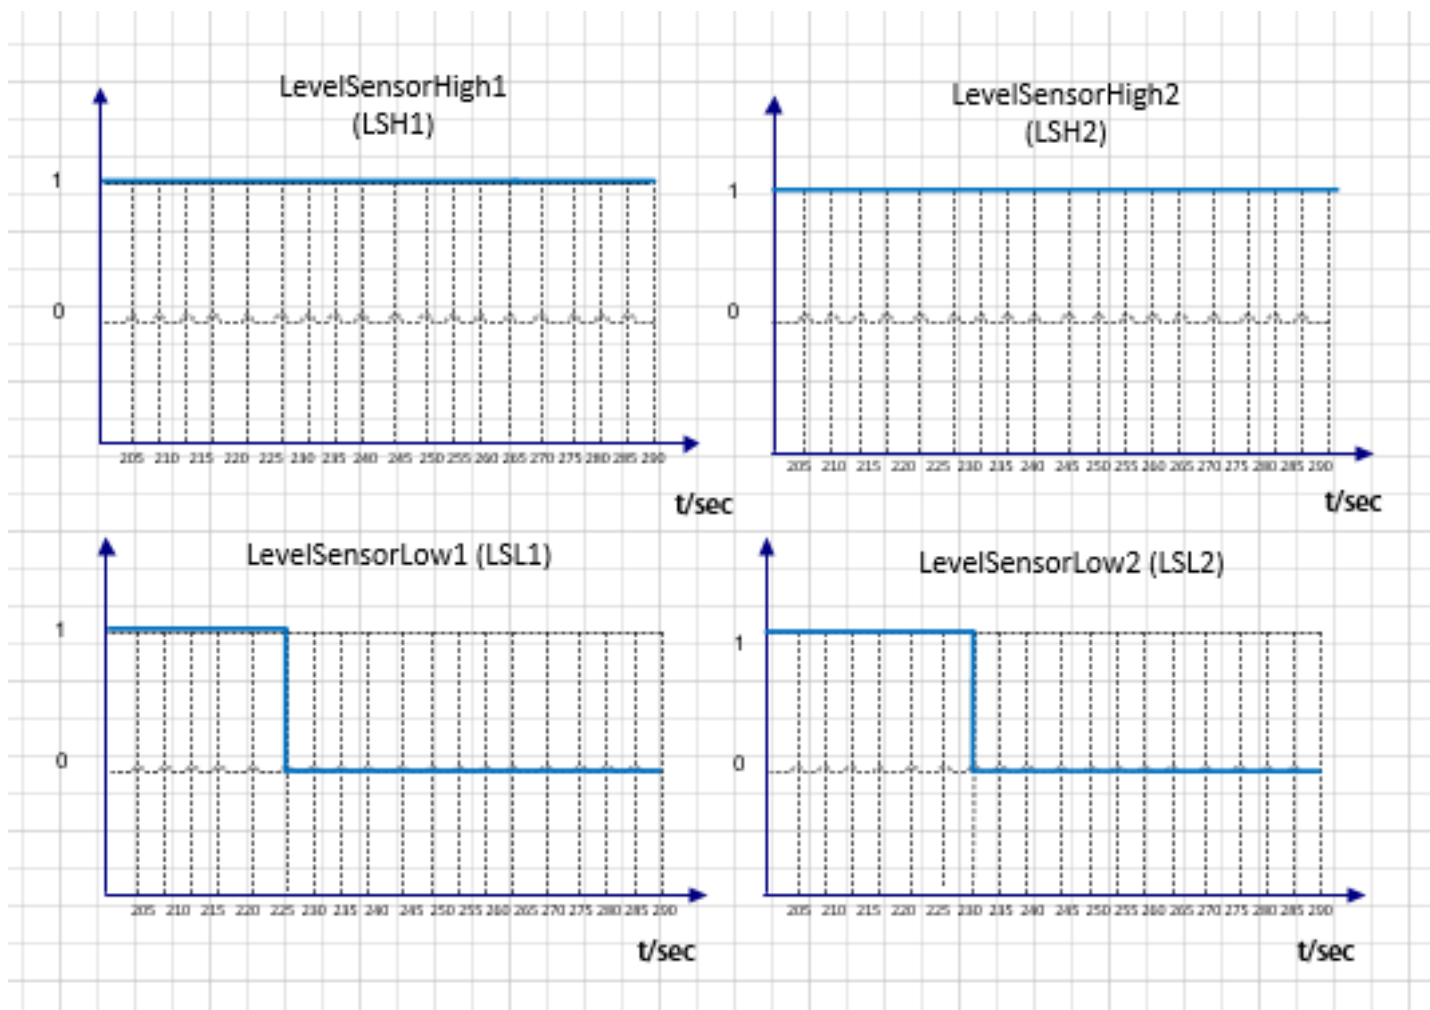 LevelSensorHigh1
(LSH1)
1
0
205 210 215 220 225 230 235 240 245 250 255 260 265 270 275 280 285 290
t/sec
LevelSensorHigh2
(LSH2)
1
0
205 210 215 220 225 230 235 240 245 250 255 260 265 270 275 280 285 290
t/sec
LevelSensorLow1 (LSL1)
1
0
205 210 215 220 225 230 235 240 245 250 255 260 265 270 275 280 285 290
t/sec
LevelSensorLow2 (LSL2)
1
0
205 210 215 220 225 230 235 240 245 250 255 260 265 270 275 280 285 290
t/sec